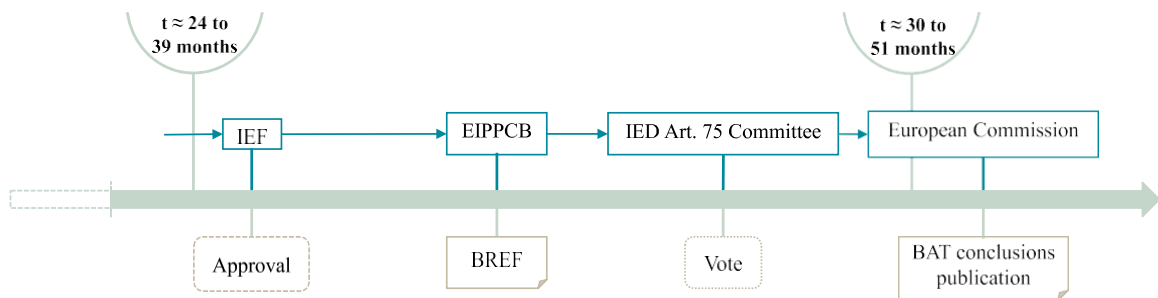 t ≈ 24 to
39 months
t ≈ 30 to
51 months
IEF
EIPPCB
IED Art. 75 Committee
European Commission
Approval
BREF
Vote
BAT conclusions
publication